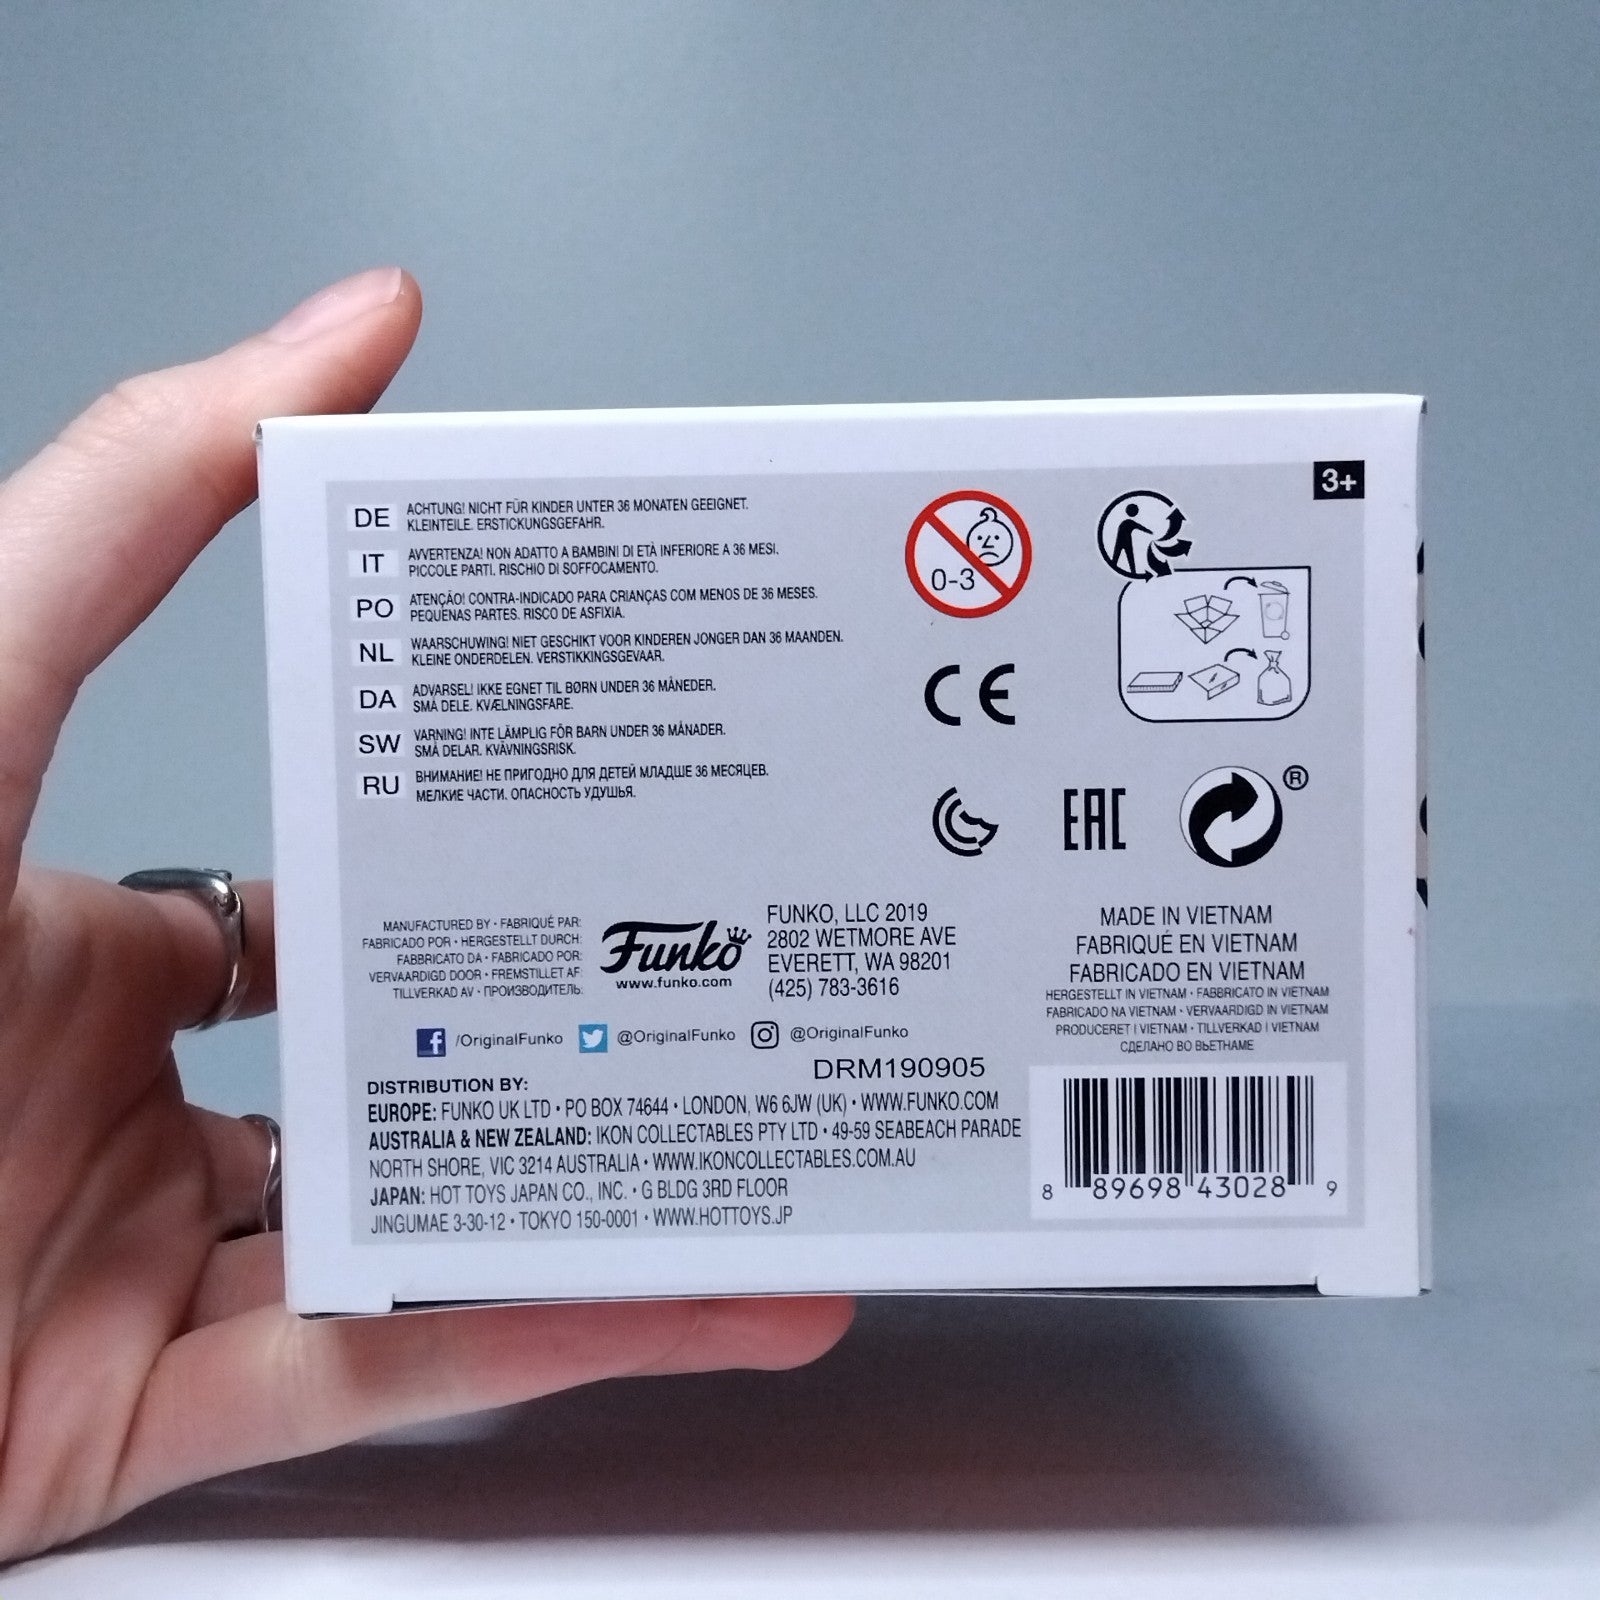 3+
DE ACHTUNG! NICHT FÜR KINDER UNTER 36 MONATEN GEEIGNET.
KLEINTEILE. ERSTICKUNGSGEFAHR.
IT AVVERTENZA! NON ADATTO A BAMBINI DI ETÀ INFERIORE A 36 MESI.
PICCOLE PARTI. RISCHIO DI SOFFOCAMENTO.
PO ATENÇÃO! CONTRA-INDICADO PARA CRIANÇAS COM MENOS DE 36 MESES.
PEQUENAS PARTES. RISCO DE ASFIXIA.
NL WAARSCHUWING! NIET GESCHIKT VOOR KINDEREN JONGER DAN 36 MAANDEN.
KLEINE ONDERDELEN. VERSTIKKINGSGEVAAR.
DA ADVARSEL! IKKE EGNET TIL BØRN UNDER 36 MÅNEDER.
SMÅ DELE. KVÆLNINGSFARE.
SW VARNING! INTE LÄMPLIG FÖR BARN UNDER 36 MÅNADER.
SMÅ DELAR. KVÄVNINGSRISK.
RU ВНИМАНИЕ! НЕ ПРИГОДНО ДЛЯ ДЕТЕЙ МЛАДШЕ 36 МЕСЯЦЕВ.
МЕЛКИЕ ЧАСТИ. ОПАСНОСТЬ УДУШЬЯ.
0-3
CE
EAC
®
MANUFACTURED BY • FABRIQUÉ PAR:
FABRICADO POR • HERGESTELLT DURCH:
FABBRICATO DA • FABRICADO POR:
VERVAARDIGD DOOR • FREMSTILLET AF:
TILLVERKAD AV • ПРОИЗВОДИТЕЛЬ:
Funko
www.funko.com
FUNKO, LLC 2019
2802 WETMORE AVE
EVERETT, WA 98201
(425) 783-3616
MADE IN VIETNAM
FABRIQUÉ EN VIETNAM
FABRICADO EN VIETNAM
HERGESTELLT IN VIETNAM • FABBRICATO IN VIETNAM
FABRICADO NA VIETNAM • VERVAARDIGD IN VIETNAM
PRODUCERET I VIETNAM • TILLVERKAD I VIETNAM
СДЕЛАНО ВО ВЬЕТНАМЕ
f /OriginalFunko @OriginalFunko @OriginalFunko
DRM190905
DISTRIBUTION BY:
EUROPE: FUNKO UK LTD • PO BOX 74644 • LONDON, W6 6JW (UK) • WWW.FUNKO.COM
AUSTRALIA & NEW ZEALAND: IKON COLLECTABLES PTY LTD • 49-59 SEABEACH PARADE
NORTH SHORE, VIC 3214 AUSTRALIA • WWW.IKONCOLLECTABLES.COM.AU
JAPAN: HOT TOYS JAPAN CO., INC. • G BLDG 3RD FLOOR
JINGUMAE 3-30-12 • TOKYO 150-0001 • WWW.HOTTOYS.JP
8 89698 43028 9